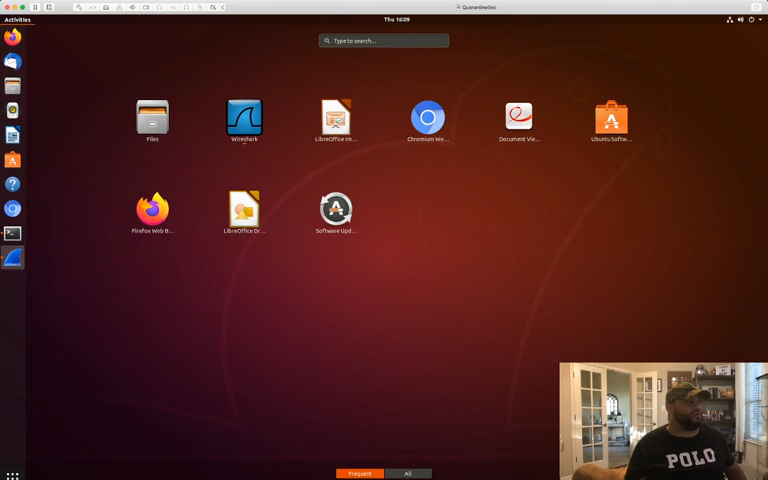 QuarantineSec
Activities
Thu 16:09
Type to search...
Files
Wireshark
LibreOffice Im...
Chromium We...
Document Vie...
Ubuntu Softw...
Firefox Web B...
LibreOffice Dr...
Software Upd...
POLO
Frequent
All